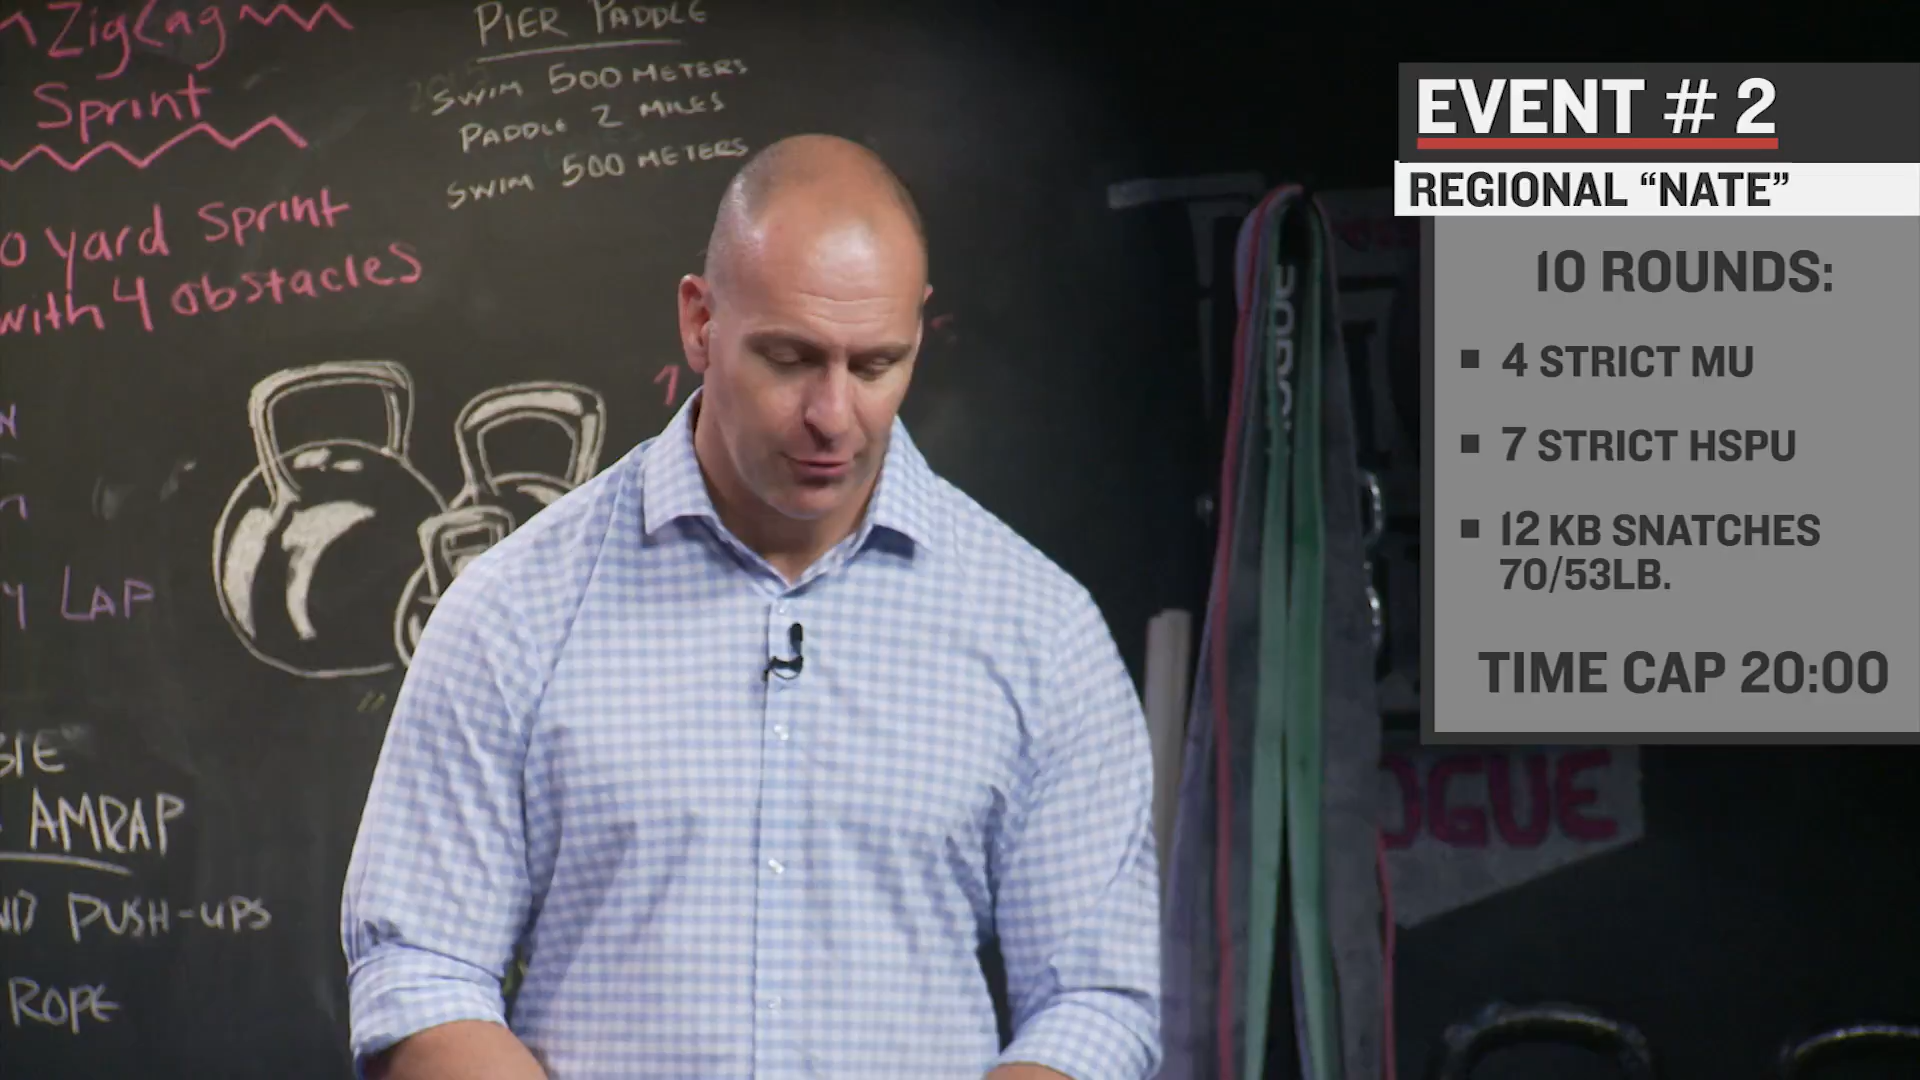 ZigZag
Sprint
yard Sprint
with 4 obstacles
PIER PADDLE
SWIM 500 METERS
PADDLE 2 MILES
SWIM 500 METERS
LAP
AMRAP
PUSH-UPS
ROPE
ROGUE
OGUE
EVENT # 2
REGIONAL “NATE”
10 ROUNDS:
▪ 4 STRICT MU
▪ 7 STRICT HSPU
▪ 12 KB SNATCHES
70/53LB.
TIME CAP 20:00